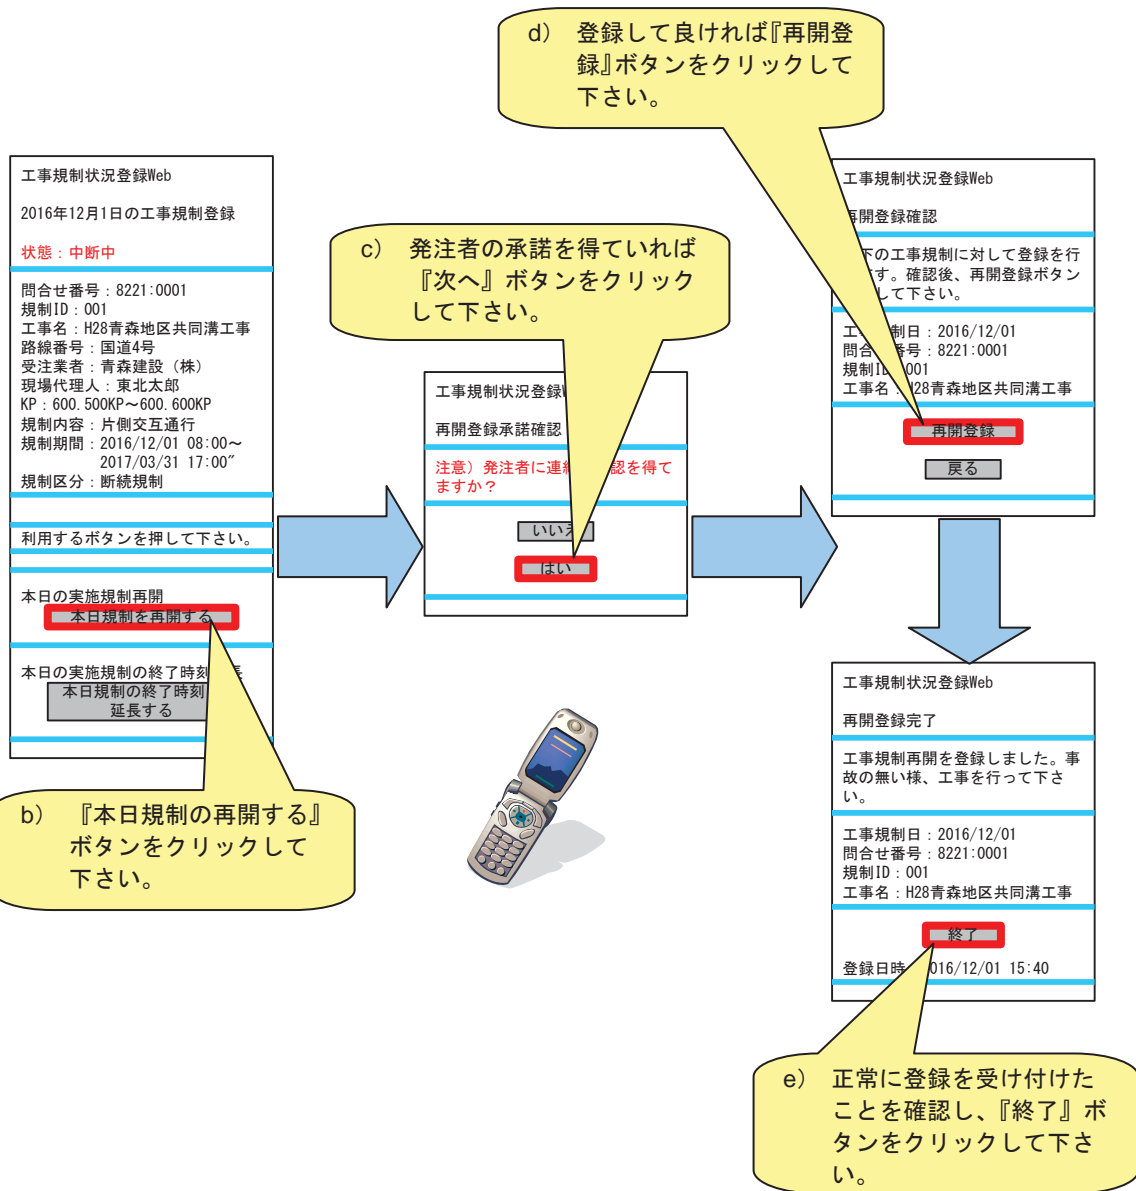 d) 登録して良ければ『再開登
録』ボタンをクリックして
下さい。
工事規制状況登録Web
2016年12月1日の工事規制登録
状態：中断中
問合せ番号：8221:0001
規制ID：001
工事名：H28青森地区共同溝工事
路線番号：国道4号
受注業者：青森建設（株）
現場代理人：東北太郎
KP：600.500KP～600.600KP
規制内容：片側交互通行
規制期間：2016/12/01 08:00～
2017/03/31 17:00″
規制区分：断続規制
利用するボタンを押して下さい。
本日の実施規制再開
本日規制を再開する
本日の実施規制の終了時刻 長
本日規制の終了時刻
延長する
b) 『本日規制の再開する』
ボタンをクリックして
下さい。
c) 発注者の承諾を得ていれば
『次へ』ボタンをクリック
して下さい。
工事規制状況登録
再開登録承諾確認
注意）発注者に連絡 認を得て
ますか？
いいえ
はい
工事規制状況登録Web
再開登録確認
下の工事規制に対して登録を行
す。確認後、再開登録ボタン
して下さい。
工 制日：2016/12/01
問合 番号：8221:0001
規制ID 001
工事名：H28青森地区共同溝工事
再開登録
戻る
工事規制状況登録Web
再開登録完了
工事規制再開を登録しました。事
故の無い様、工事を行って下さ
い。
工事規制日：2016/12/01
問合せ番号：8221:0001
規制ID：001
工事名：H28青森地区共同溝工事
終了
登録日時 016/12/01 15:40
e) 正常に登録を受け付けた
ことを確認し、『終了』ボ
タンをクリックして下さ
い。